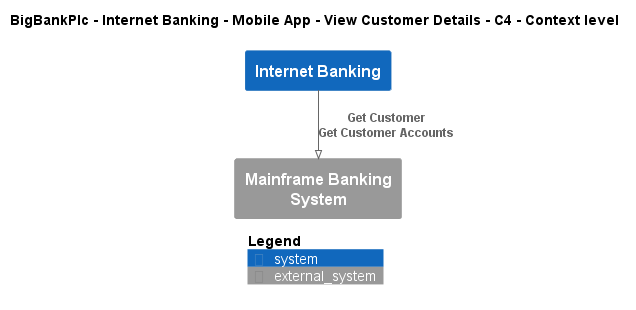 BigBankPlc - Internet Banking - Mobile App - View Customer Details - C4 - Context level
Internet Banking
Get Customer
Get Customer Accounts
Mainframe Banking
System
Legend
system
external_system